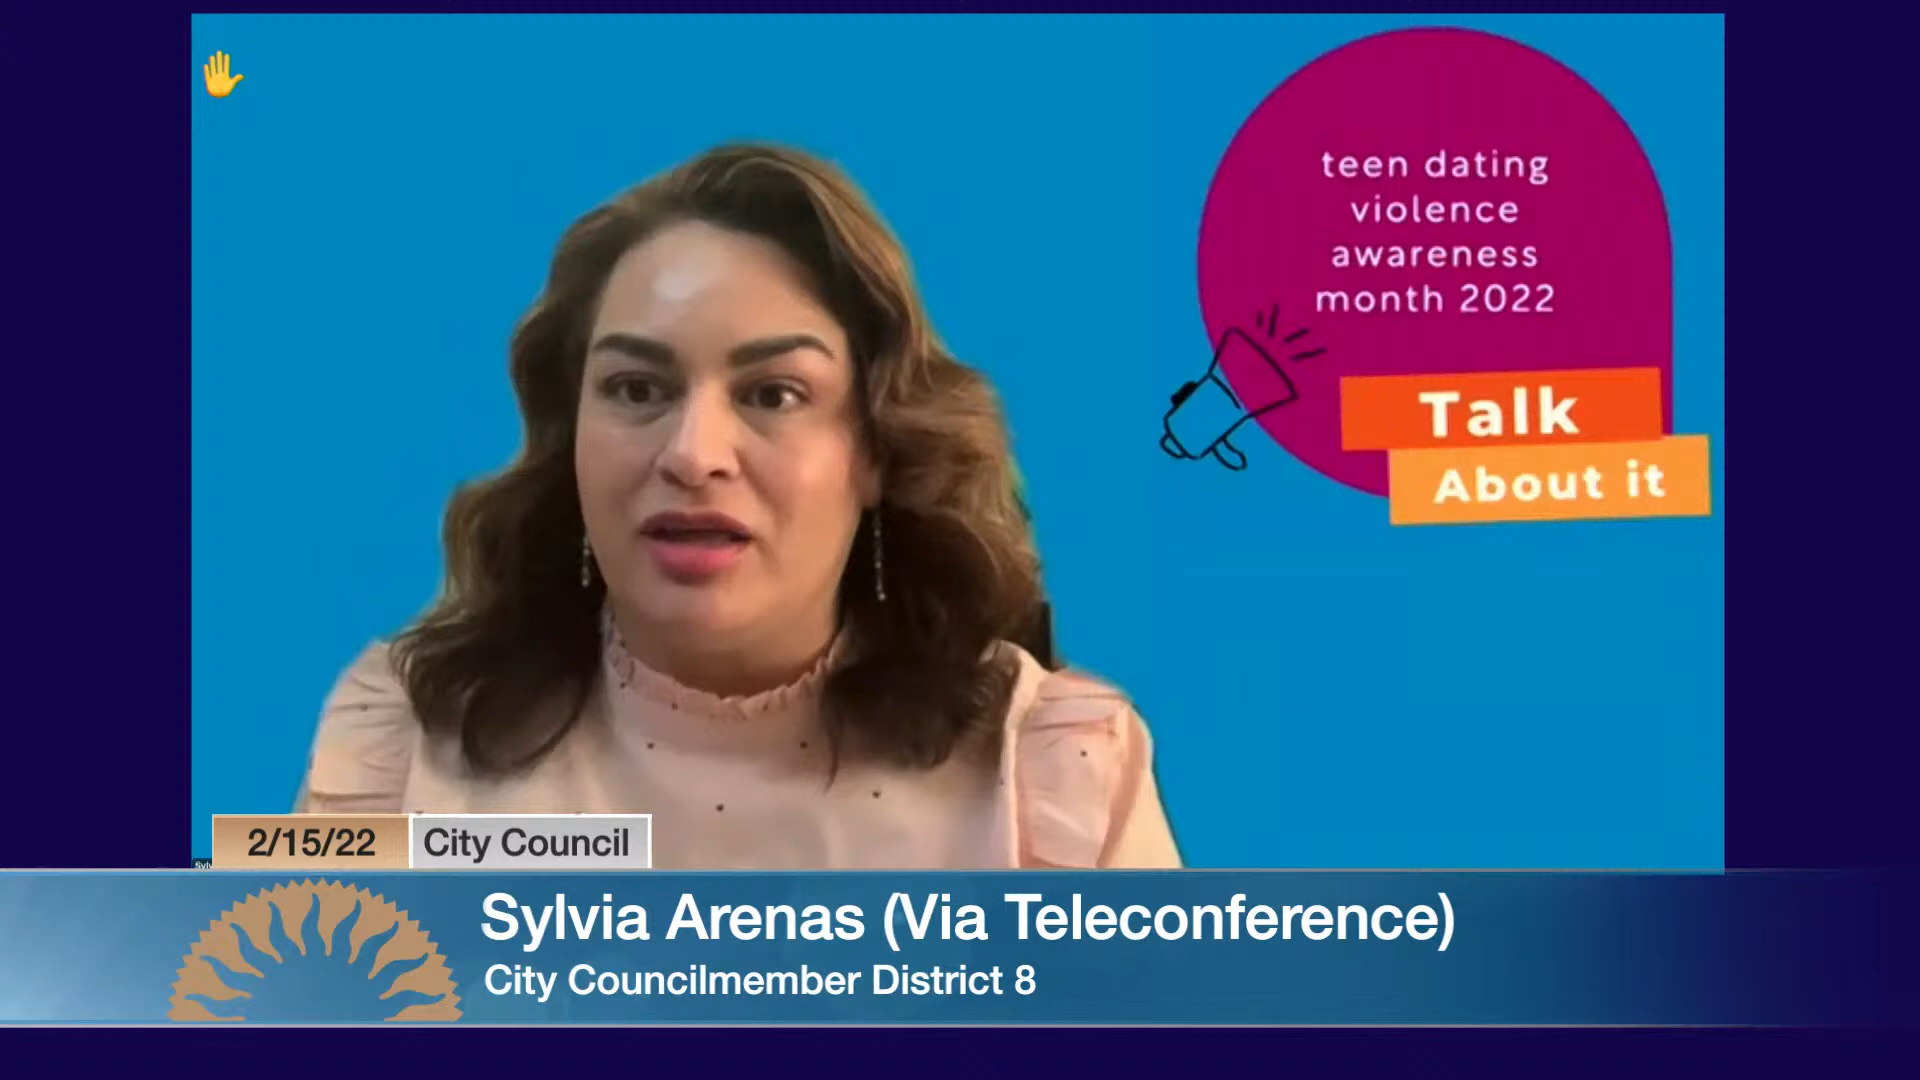 teen dating
violence
awareness
month 2022
Talk
About it
2/15/22
City Council
Sylvia Arenas (Via Teleconference)
City Councilmember District 8